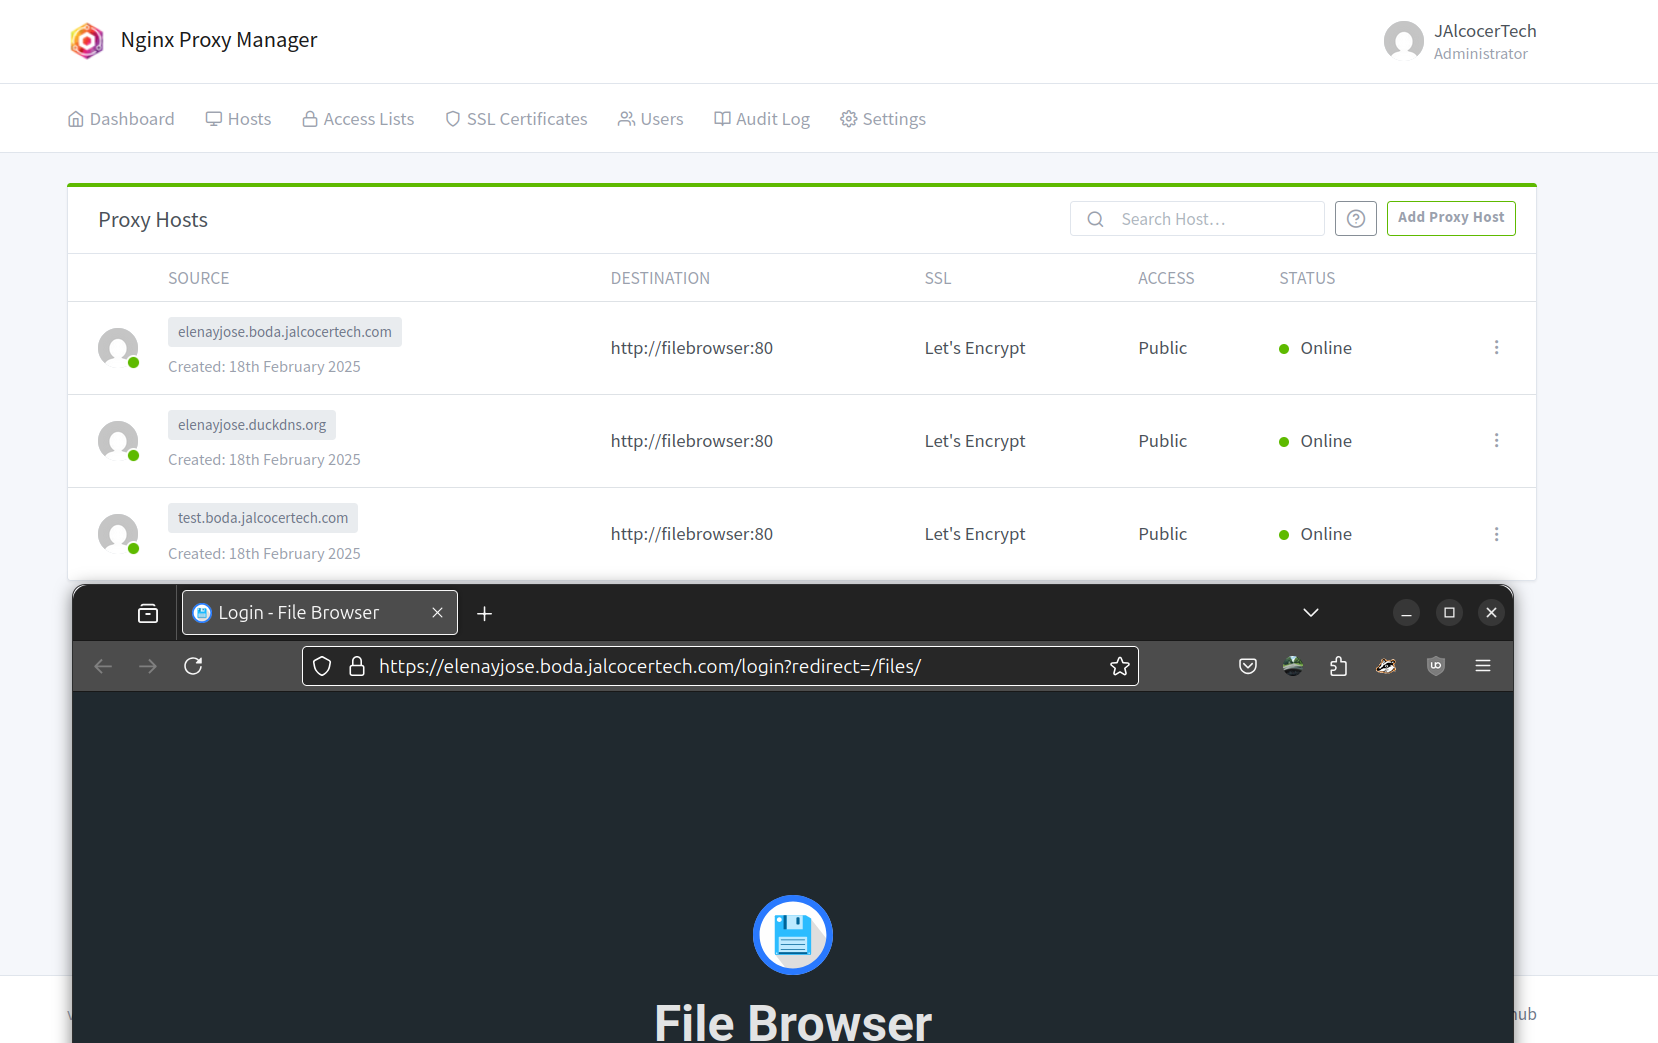 Nginx Proxy Manager
JAlcocerTech
Administrator
Dashboard Hosts Access Lists SSL Certificates Users Audit Log Settings
Proxy Hosts Search Host… Add Proxy Host
SOURCE DESTINATION SSL ACCESS STATUS
elenayjose.boda.jalcocertech.com
http://filebrowser:80 Let's Encrypt Public Online
Created: 18th February 2025
elenayjose.duckdns.org
http://filebrowser:80 Let's Encrypt Public Online
Created: 18th February 2025
test.boda.jalcocertech.com
http://filebrowser:80 Let's Encrypt Public Online
Created: 18th February 2025
Login - File Browser
https://elenayjose.boda.jalcocertech.com/login?redirect=/files/
File Browser